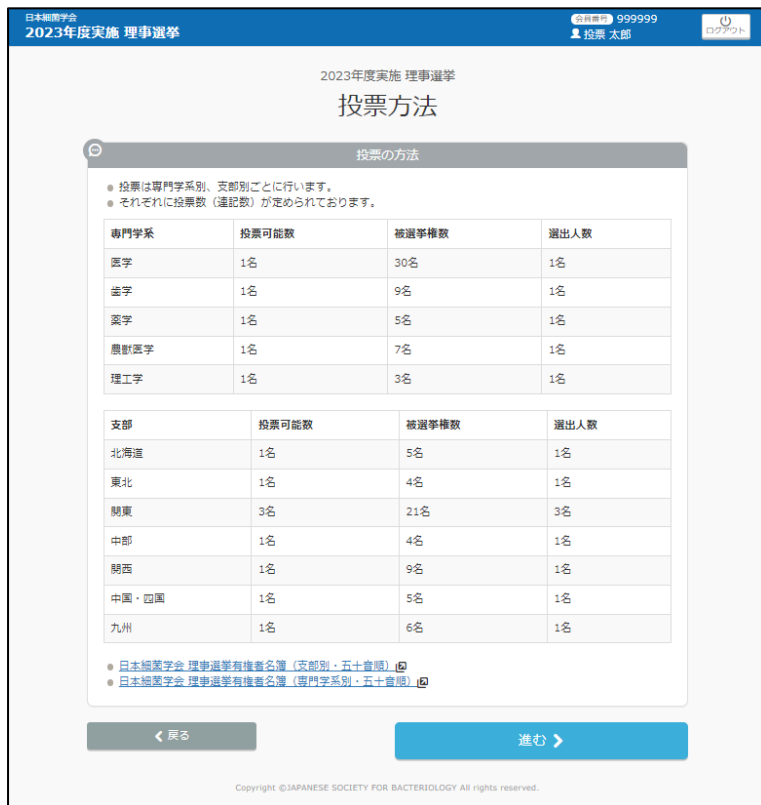 日本細菌学会
2023年度実施 理事選挙
会員番号 999999
投票 太郎
ログアウト
2023年度実施 理事選挙
投票方法
投票の方法
投票は専門学系別、支部別ごとに行います。
それぞれに投票数（連記数）が定められております。
専門学系 投票可能数 被選挙権数 選出人数
医学 1名 30名 1名
歯学 1名 9名 1名
薬学 1名 5名 1名
農獣医学 1名 7名 1名
理工学 1名 3名 1名
支部 投票可能数 被選挙権数 選出人数
北海道 1名 5名 1名
東北 1名 4名 1名
関東 3名 21名 3名
中部 1名 4名 1名
関西 1名 9名 1名
中国・四国 1名 5名 1名
九州 1名 6名 1名
日本細菌学会 理事選挙有権者名簿（支部別・五十音順）
日本細菌学会 理事選挙有権者名簿（専門学系別・五十音順）
戻る
進む
Copyright ©JAPANESE SOCIETY FOR BACTERIOLOGY All rights reserved.